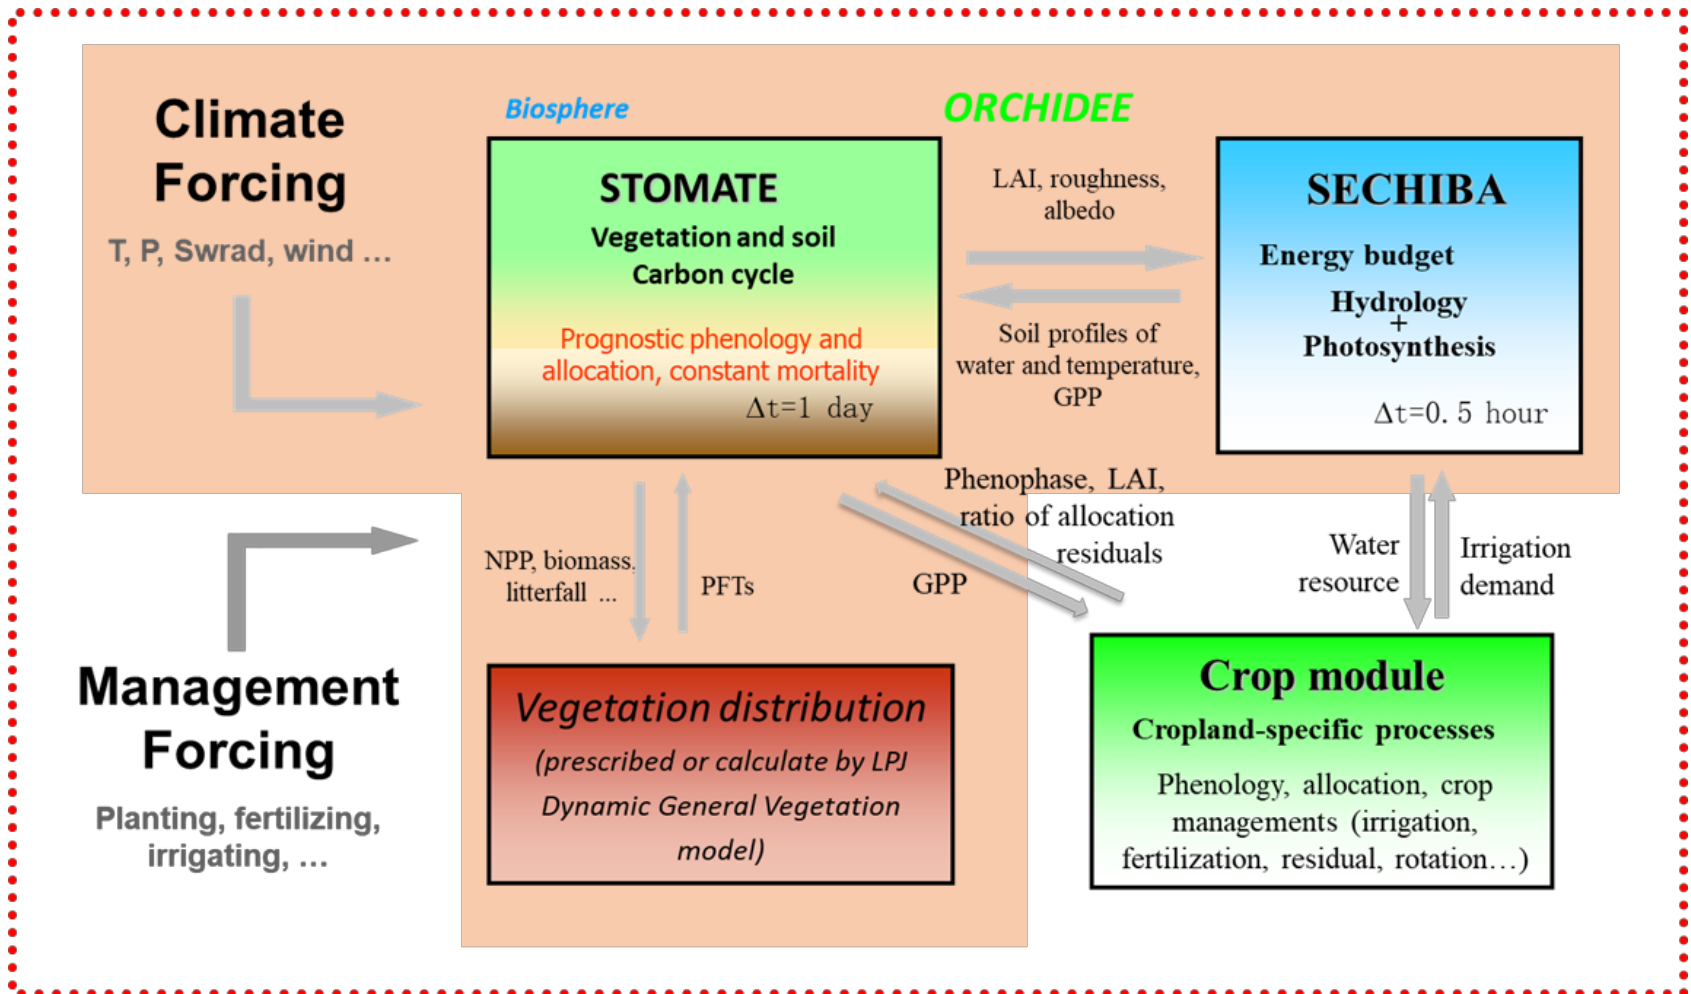 Climate
Forcing
T, P, Swrad, wind ...
Biosphere
ORCHIDEE
STOMATE
Vegetation and soil
Carbon cycle
Prognostic phenology and
allocation, constant mortality
Δt=1 day
LAI, roughness,
albedo
Soil profiles of
water and temperature,
GPP
SECHIBA
Energy budget
Hydrology
+
Photosynthesis
Δt=0.5 hour
Management
Forcing
Planting, fertilizing,
irrigating, ...
NPP, biomass,
litterfall ...
PFTs
Phenophase, LAI,
ratio of allocation
residuals
GPP
Water
resource
Irrigation
demand
Vegetation distribution
(prescribed or calculate by LPJ
Dynamic General Vegetation
model)
Crop module
Cropland-specific processes
Phenology, allocation, crop
managements (irrigation,
fertilization, residual, rotation...)